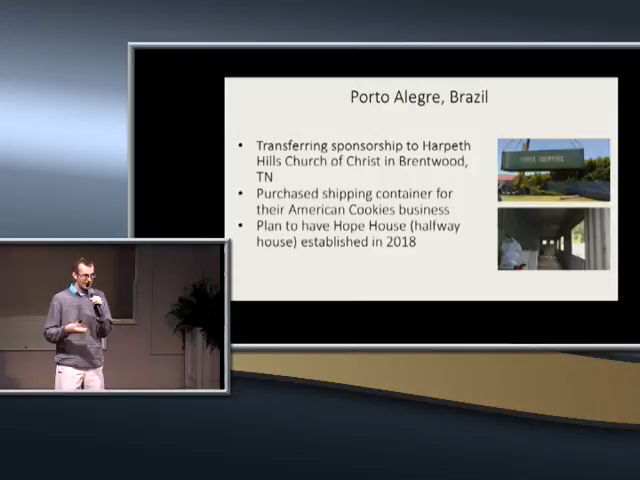 Porto Alegre, Brazil
• Transferring sponsorship to Harpeth
Hills Church of Christ in Brentwood,
TN
• Purchased shipping container for
their American Cookies business
• Plan to have Hope House (halfway
house) established in 2018